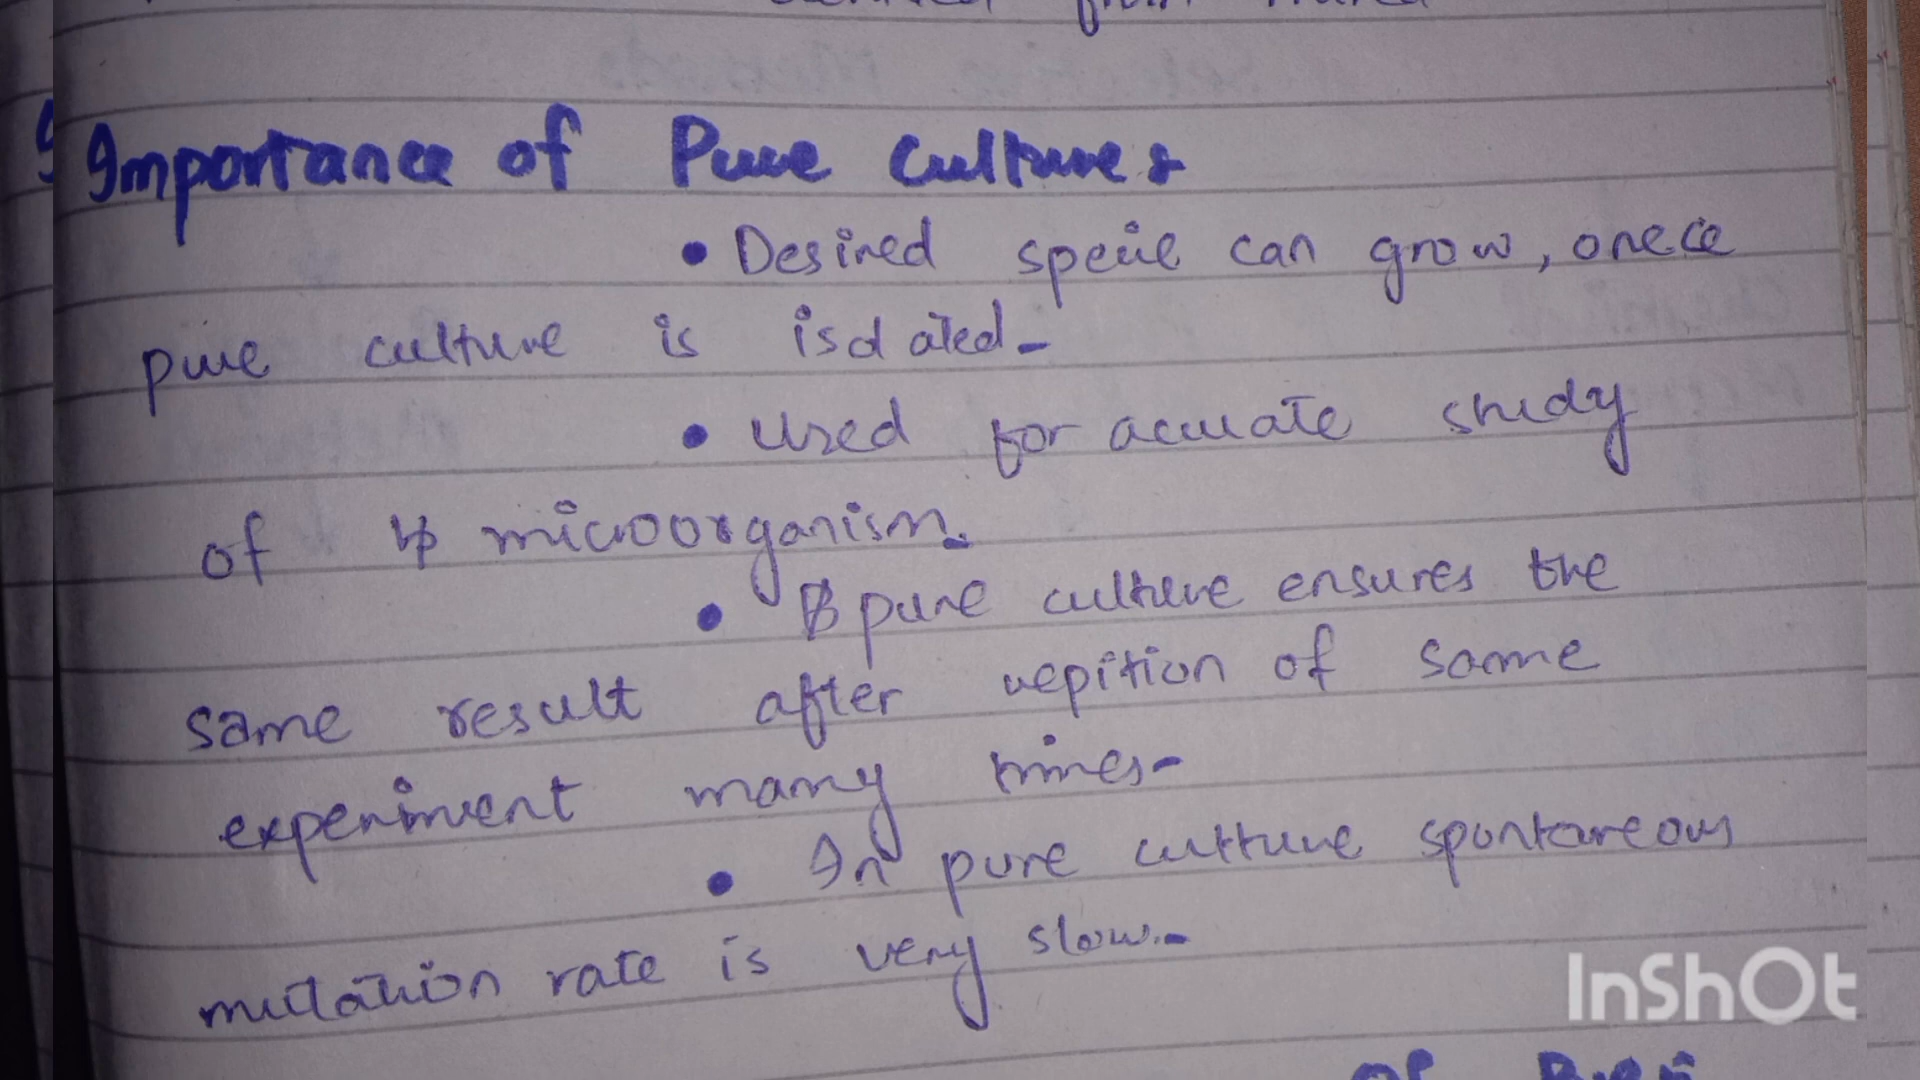 Importance of Pure Culture :
• Desired specie can grow, onece
pure culture is isolated.
• Used for accurate study
of microorganism.
• pure culture ensures the
same result after repition of same
experiment many times.
• In pure culture spontaneous
mutation rate is very slow.
InShOt